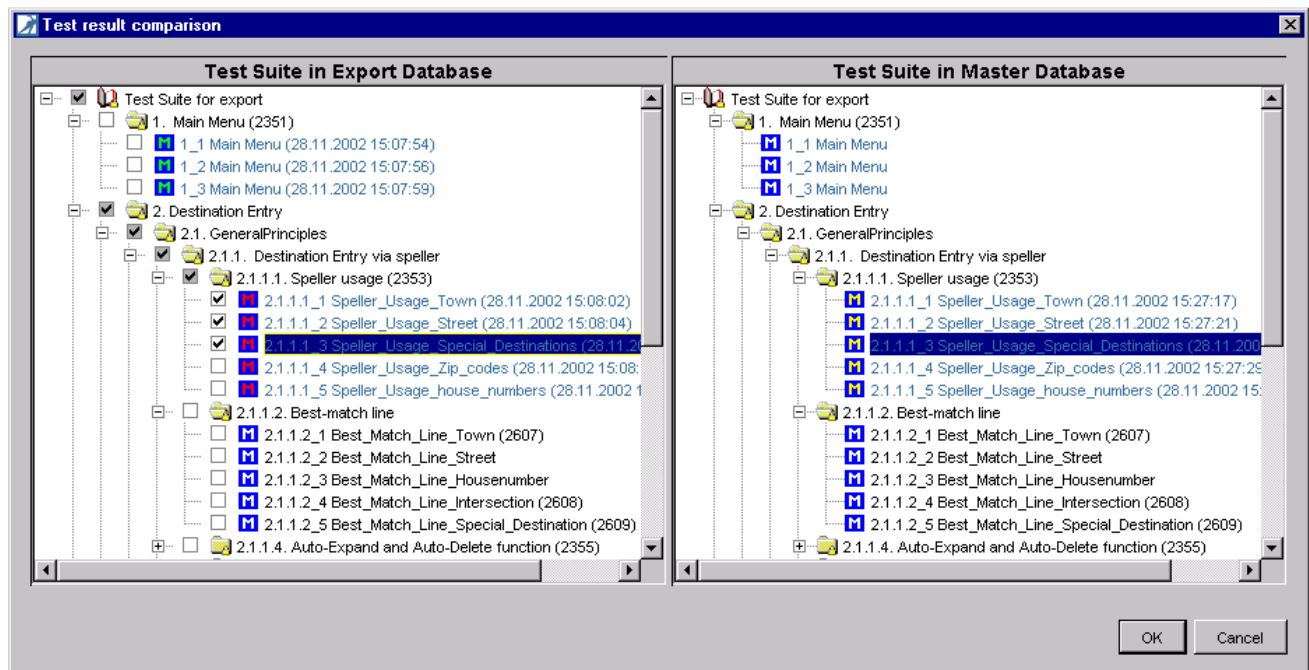 Test result comparison
Test Suite in Export Database
Test Suite for export
1. Main Menu (2351)
M 1_1 Main Menu (28.11.2002 15:07:54)
M 1_2 Main Menu (28.11.2002 15:07:56)
M 1_3 Main Menu (28.11.2002 15:07:59)
2. Destination Entry
2.1. GeneralPrinciples
2.1.1. Destination Entry via speller
2.1.1.1. Speller usage (2353)
M 2.1.1.1_1 Speller_Usage_Town (28.11.2002 15:08:02)
M 2.1.1.1_2 Speller_Usage_Street (28.11.2002 15:08:04)
M 2.1.1.1_3 Speller_Usage_Special_Destinations (28.11.20
M 2.1.1.1_4 Speller_Usage_Zip_codes (28.11.2002 15:08:
M 2.1.1.1_5 Speller_Usage_house_numbers (28.11.2002 1
2.1.1.2. Best-match line
M 2.1.1.2_1 Best_Match_Line_Town (2607)
M 2.1.1.2_2 Best_Match_Line_Street
M 2.1.1.2_3 Best_Match_Line_Housenumber
M 2.1.1.2_4 Best_Match_Line_Intersection (2608)
M 2.1.1.2_5 Best_Match_Line_Special_Destination (2609)
2.1.1.4. Auto-Expand and Auto-Delete function (2355)
Test Suite in Master Database
Test Suite for export
1. Main Menu (2351)
M 1_1 Main Menu
M 1_2 Main Menu
M 1_3 Main Menu
2. Destination Entry
2.1. GeneralPrinciples
2.1.1. Destination Entry via speller
2.1.1.1. Speller usage (2353)
M 2.1.1.1_1 Speller_Usage_Town (28.11.2002 15:27:17)
M 2.1.1.1_2 Speller_Usage_Street (28.11.2002 15:27:21)
M 2.1.1.1_3 Speller_Usage_Special_Destinations (28.11.200
M 2.1.1.1_4 Speller_Usage_Zip_codes (28.11.2002 15:27:29
M 2.1.1.1_5 Speller_Usage_house_numbers (28.11.2002 15:
2.1.1.2. Best-match line
M 2.1.1.2_1 Best_Match_Line_Town (2607)
M 2.1.1.2_2 Best_Match_Line_Street
M 2.1.1.2_3 Best_Match_Line_Housenumber
M 2.1.1.2_4 Best_Match_Line_Intersection (2608)
M 2.1.1.2_5 Best_Match_Line_Special_Destination (2609)
2.1.1.4. Auto-Expand and Auto-Delete function (2355)
OK
Cancel